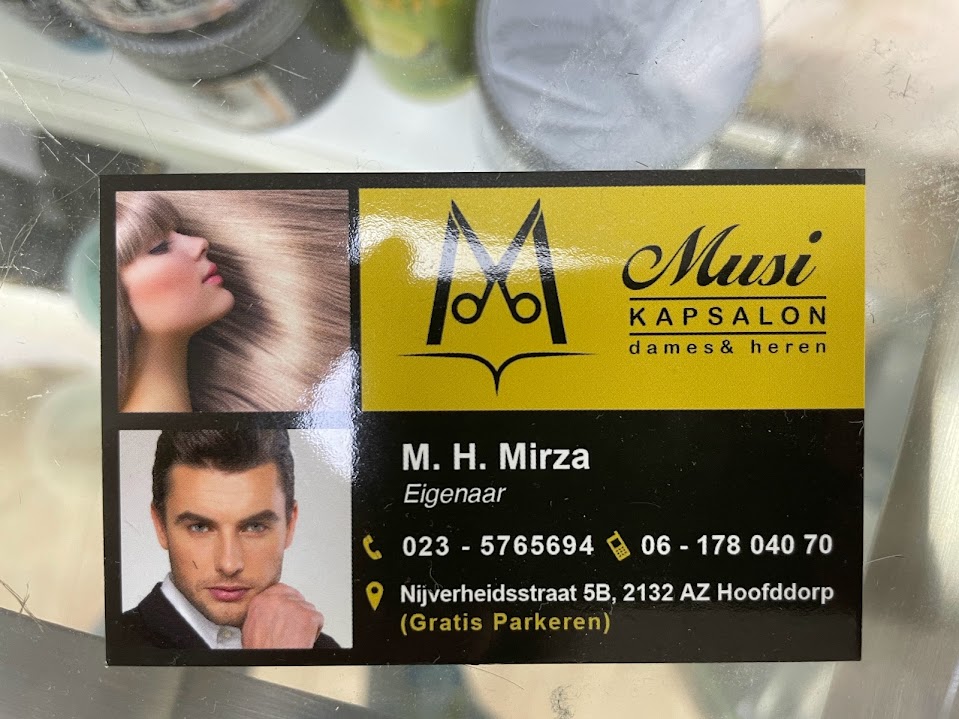 Musi
KAPSALON
dames& heren
M. H. Mirza
Eigenaar
023 - 5765694 06 - 178 040 70
Nijverheidsstraat 5B, 2132 AZ Hoofddorp
(Gratis Parkeren)